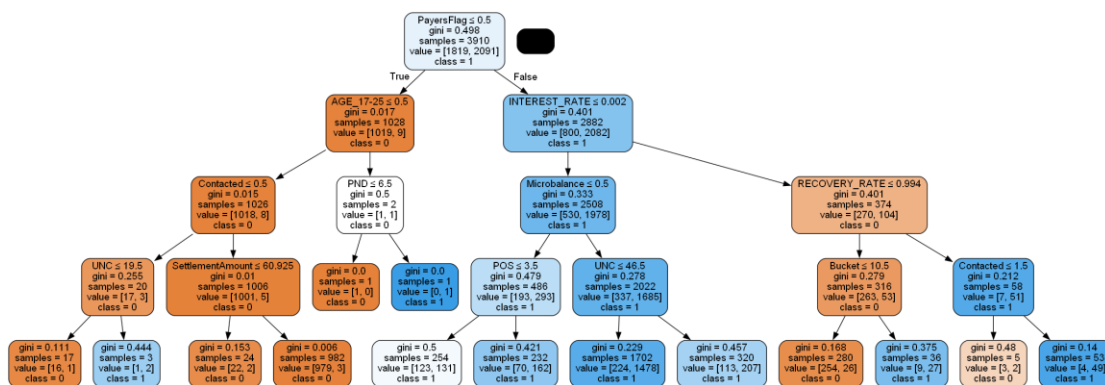 PayersFlag ≤ 0.5
gini = 0.498
samples = 3910
value = [1819, 2091]
class = 1
True
False
AGE_17-25 ≤ 0.5
gini = 0.017
samples = 1028
value = [1019, 9]
class = 0
INTEREST_RATE ≤ 0.002
gini = 0.401
samples = 2882
value = [800, 2082]
class = 1
Contacted ≤ 0.5
gini = 0.015
samples = 1026
value = [1018, 8]
class = 0
PND ≤ 6.5
gini = 0.5
samples = 2
value = [1, 1]
class = 0
Microbalance ≤ 0.5
gini = 0.333
samples = 2508
value = [530, 1978]
class = 1
RECOVERY_RATE ≤ 0.994
gini = 0.401
samples = 374
value = [270, 104]
class = 0
UNC ≤ 19.5
gini = 0.255
samples = 20
value = [17, 3]
class = 0
SettlementAmount ≤ 60.925
gini = 0.01
samples = 1006
value = [1001, 5]
class = 0
gini = 0.0
samples = 1
value = [1, 0]
class = 0
gini = 0.0
samples = 1
value = [0, 1]
class = 1
POS ≤ 3.5
gini = 0.479
samples = 486
value = [193, 293]
class = 1
UNC ≤ 46.5
gini = 0.278
samples = 2022
value = [337, 1685]
class = 1
Bucket ≤ 10.5
gini = 0.279
samples = 316
value = [263, 53]
class = 0
Contacted ≤ 1.5
gini = 0.212
samples = 58
value = [7, 51]
class = 1
gini = 0.111
samples = 17
value = [16, 1]
class = 0
gini = 0.444
samples = 3
value = [1, 2]
class = 1
gini = 0.153
samples = 24
value = [22, 2]
class = 0
gini = 0.006
samples = 982
value = [979, 3]
class = 0
gini = 0.5
samples = 254
value = [123, 131]
class = 1
gini = 0.421
samples = 232
value = [70, 162]
class = 1
gini = 0.229
samples = 1702
value = [224, 1478]
class = 1
gini = 0.457
samples = 320
value = [113, 207]
class = 1
gini = 0.168
samples = 280
value = [254, 26]
class = 0
gini = 0.375
samples = 36
value = [9, 27]
class = 1
gini = 0.48
samples = 5
value = [3, 2]
class = 0
gini = 0.14
samples = 53
value = [4, 49]
class = 1